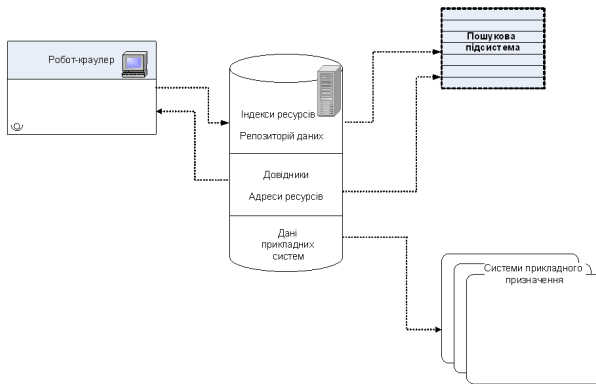 Робот-краулер
Пошукова
підсистема
Індекси ресурсів
Репозиторій даних
Довідники
Адреси ресурсів
Дані
прикладних
систем
Системи прикладного
призначення